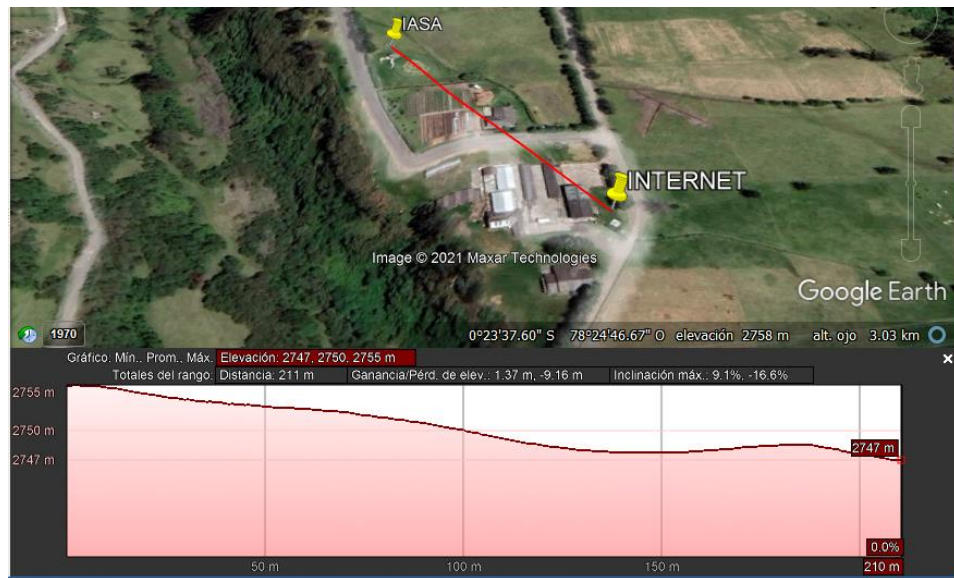 IASA
INTERNET
Image © 2021 Maxar Technologies
Google Earth
1970
0°23'37.60" S 78°24'46.67" O elevación 2758 m alt. ojo 3.03 km
Gráfico: Mín., Prom., Máx. Elevación: 2747, 2750, 2755 m
Totales del rango: Distancia: 211 m Ganancia/Pérd. de elev.: 1.37 m, -9.16 m Inclinación máx.: 9.1%, -16.6%
2755 m
2750 m
2747 m
2747 m
0.0%
50 m 100 m 150 m 210 m